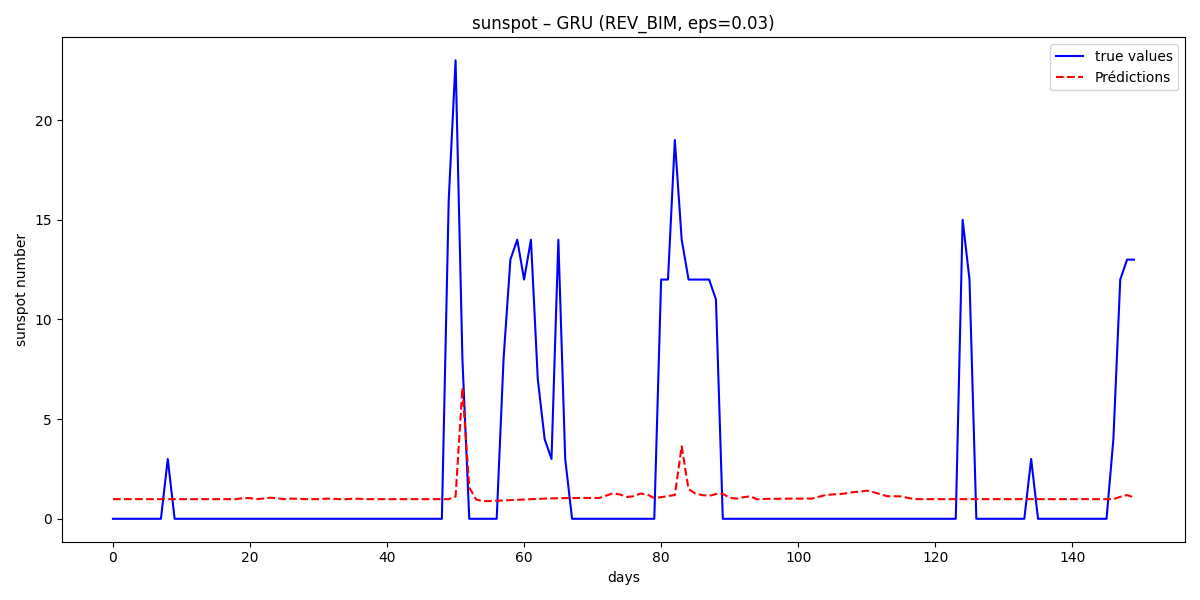 sunspot – GRU (REV_BIM, eps=0.03)
true values
Prédictions
sunspot number
20
15
10
5
0
0 20 40 60 80 100 120 140
days